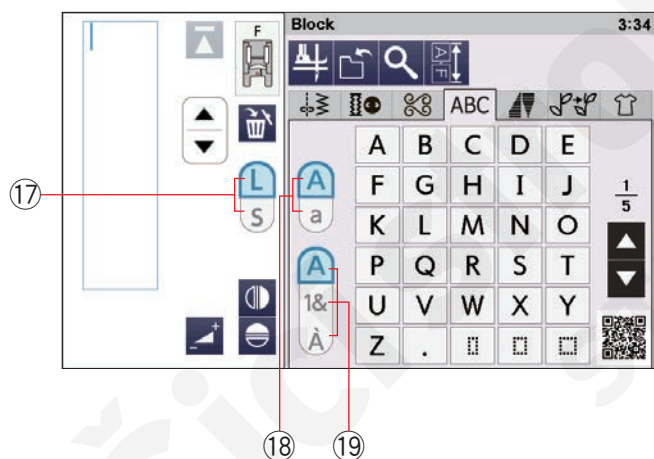 F
Block 3:34
A F
ABC
A B C D E
L A F G H I J 1
5
17 S a K L M N O
A P Q R S T
1& U V W X Y
À Z .
18 19